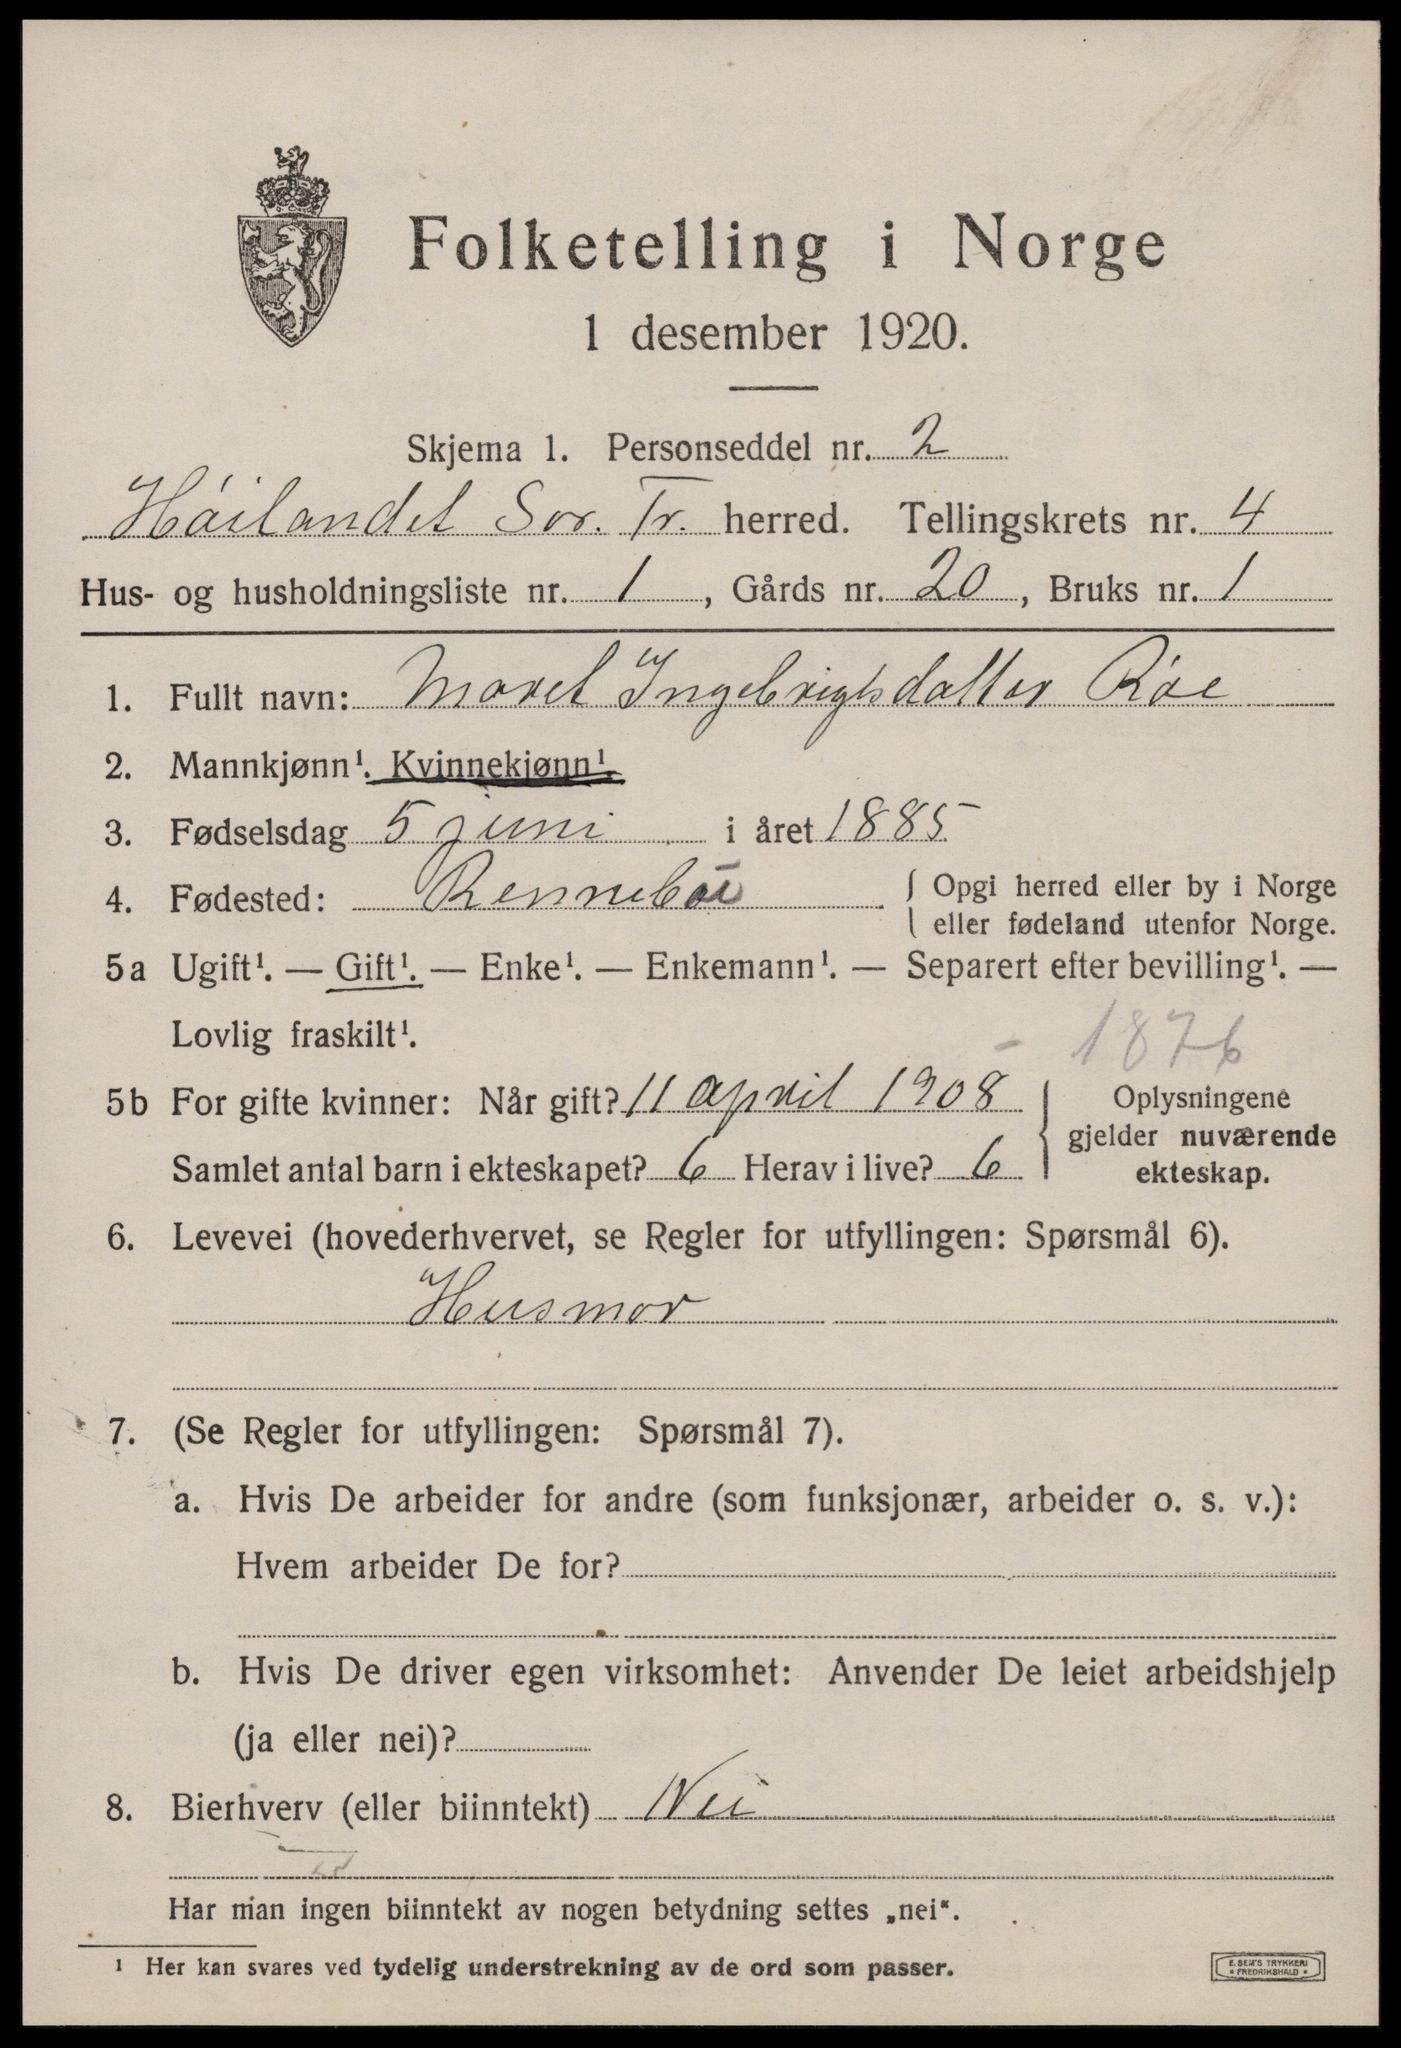 Folketelling i Norge
1 desember 1920.
Skjema 1. Personseddel nr. 2
Höilandet Sør. Tr. herred. Tellingskrets nr. 4
Hus- og husholdningsliste nr. 1, Gårds nr. 20, Bruks nr. 1
1. Fullt navn: Maret Ingebrigtsdatter Röe
2. Mannkjønn¹. Kvinnekjønn¹.
3. Fødselsdag 5 juni i året 1885
4. Fødested: Renneböe { Opgi herred eller by i Norge
eller fødeland utenfor Norge.
5a Ugift¹. — Gift¹. — Enke¹. — Enkemann¹. — Separert efter bevilling¹. —
Lovlig fraskilt¹.
1876
5b For gifte kvinner: Når gift? 11 april 1908 { Oplysningene
gjelder nuværende
Samlet antal barn i ekteskapet? 6 Herav i live? 6 ekteskap.
6. Levevei (hovederhvervet, se Regler for utfyllingen: Spørsmål 6).
Husmor
7. (Se Regler for utfyllingen: Spørsmål 7).
a. Hvis De arbeider for andre (som funksjonær, arbeider o. s. v.):
Hvem arbeider De for?
b. Hvis De driver egen virksomhet: Anvender De leiet arbeidshjelp
(ja eller nei)?
8. Bierhverv (eller biinntekt) Nei
Har man ingen biinntekt av nogen betydning settes „nei“.
¹ Her kan svares ved tydelig understrekning av de ord som passer.
E. SEM'S TRYKKERI
• FREDRIKSHALD •